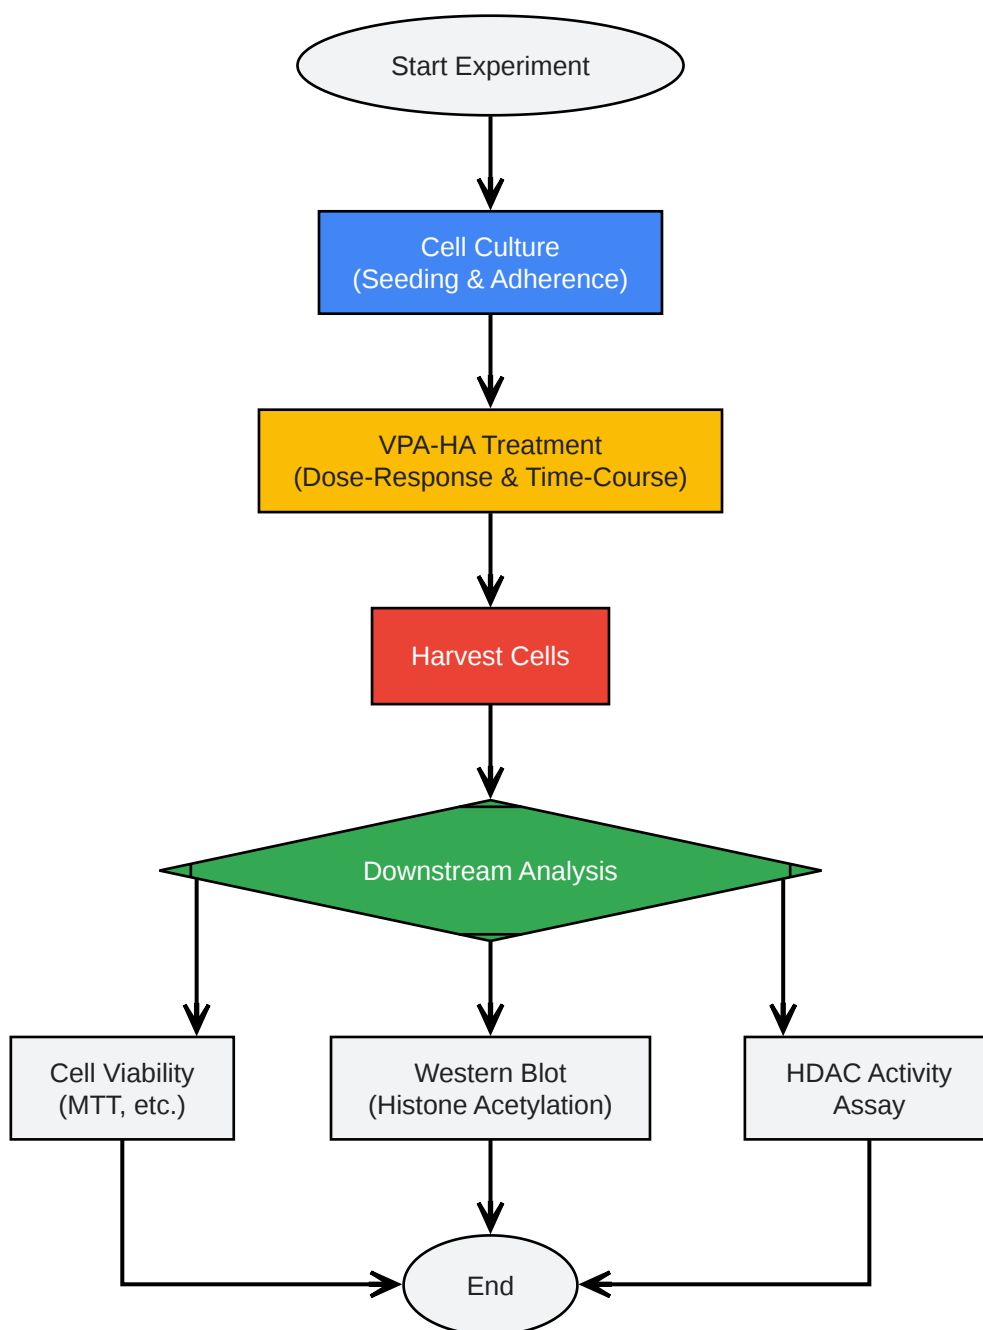 Start Experiment
Cell Culture
(Seeding & Adherence)
VPA-HA Treatment
(Dose-Response & Time-Course)
Harvest Cells
Downstream Analysis
Cell Viability
(MTT, etc.)
Western Blot
(Histone Acetylation)
HDAC Activity
Assay
End